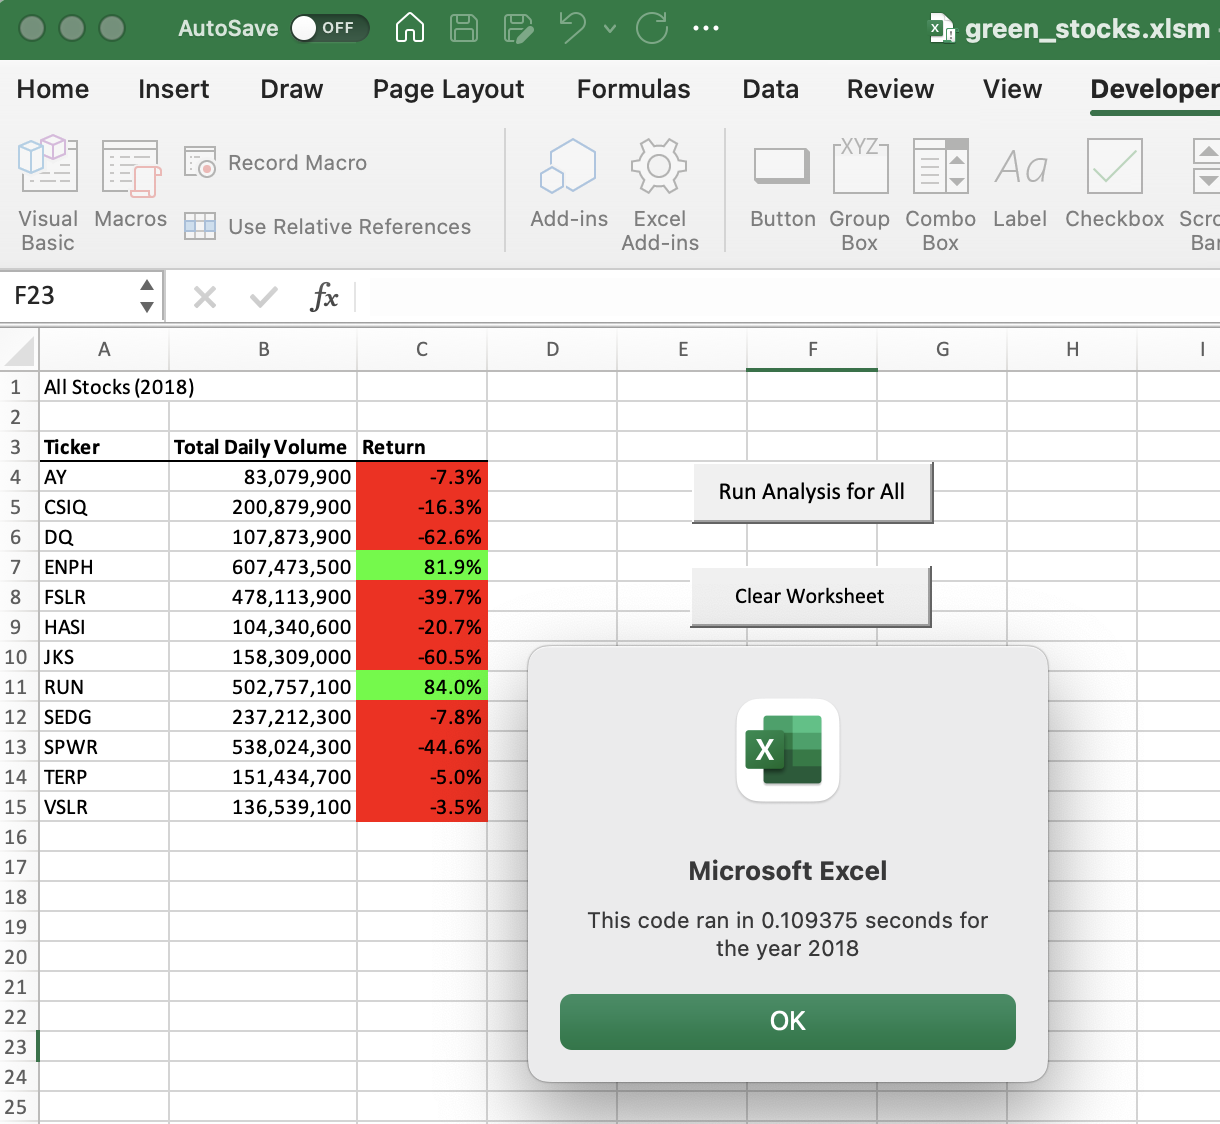 AutoSave OFF
green_stocks.xlsm
Home Insert Draw Page Layout Formulas Data Review View Developer
Visual Basic
Macros
Record Macro
Use Relative References
Add-ins
Excel Add-ins
Button
XYZ
Group Box
Combo Box
Aa
Label
Checkbox
F23
fx
A B C D E F G H I
1 All Stocks (2018)
2
3 Ticker Total Daily Volume Return
4 AY 83,079,900 -7.3%
5 CSIQ 200,879,900 -16.3%
6 DQ 107,873,900 -62.6%
7 ENPH 607,473,500 81.9%
8 FSLR 478,113,900 -39.7%
9 HASI 104,340,600 -20.7%
10 JKS 158,309,000 -60.5%
11 RUN 502,757,100 84.0%
12 SEDG 237,212,300 -7.8%
13 SPWR 538,024,300 -44.6%
14 TERP 151,434,700 -5.0%
15 VSLR 136,539,100 -3.5%
16
17
18
19
20
21
22
23
24
25
Run Analysis for All
Clear Worksheet
X
Microsoft Excel
This code ran in 0.109375 seconds for
the year 2018
OK